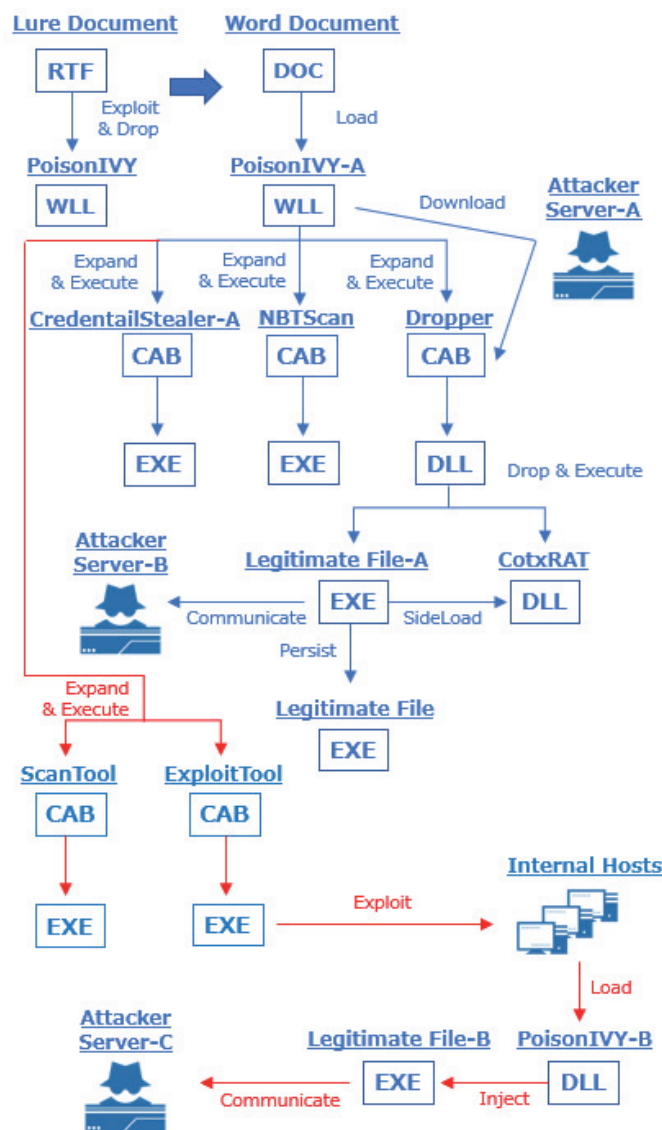 Lure Document
Word Document
RTF
DOC
Exploit
& Drop
Load
PoisonIVY
PoisonIVY-A
WLL
WLL
Download
Attacker
Server-A
Expand
& Execute
Expand
& Execute
Expand
& Execute
CredentailStealer-A
NBTScan
Dropper
CAB
CAB
CAB
EXE
EXE
DLL
Drop & Execute
Attacker
Server-B
Legitimate File-A
CotxRAT
Communicate
EXE
SideLoad
DLL
Persist
Legitimate File
EXE
Expand
& Execute
ScanTool
ExploitTool
CAB
CAB
EXE
EXE
Exploit
Internal Hosts
Load
Attacker
Server-C
Legitimate File-B
PoisonIVY-B
Communicate
EXE
Inject
DLL